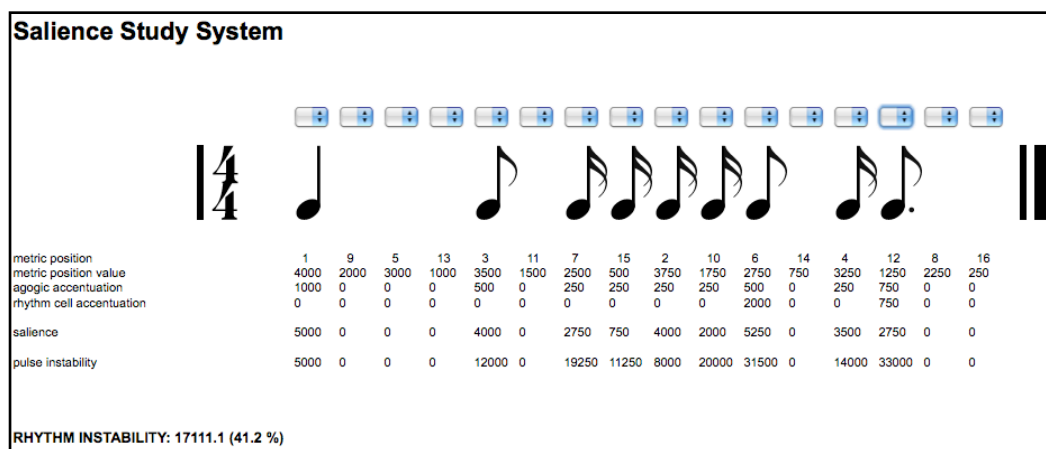 Salience Study System
4
4
metric position 1 9 5 13 3 11 7 15 2 10 6 14 4 12 8 16
metric position value 4000 2000 3000 1000 3500 1500 2500 500 3750 1750 2750 750 3250 1250 2250 250
agogic accentuation 1000 0 0 0 500 0 250 250 250 250 500 0 250 750 0 0
rhythm cell accentuation 0 0 0 0 0 0 0 0 0 0 2000 0 0 750 0 0
salience 5000 0 0 0 4000 0 2750 750 4000 2000 5250 0 3500 2750 0 0
pulse instability 5000 0 0 0 12000 0 19250 11250 8000 20000 31500 0 14000 33000 0 0
RHYTHM INSTABILITY: 17111.1 (41.2 %)